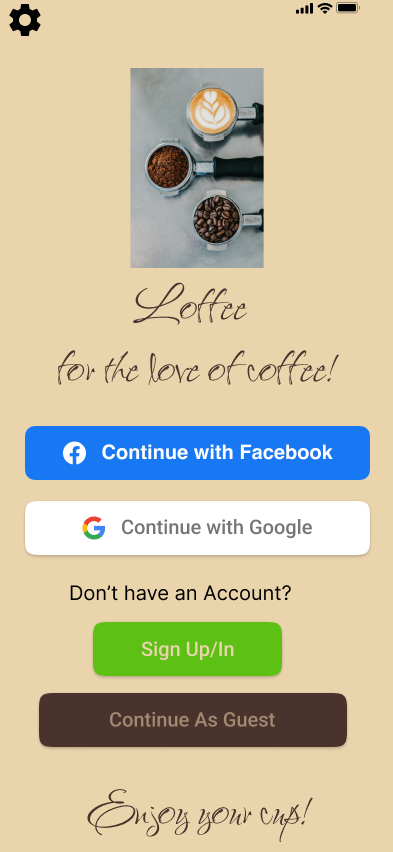 Loffee
for the love of coffee!
Continue with Facebook
Continue with Google
Don't have an Account?
Sign Up/In
Continue As Guest
Enjoy your cup!